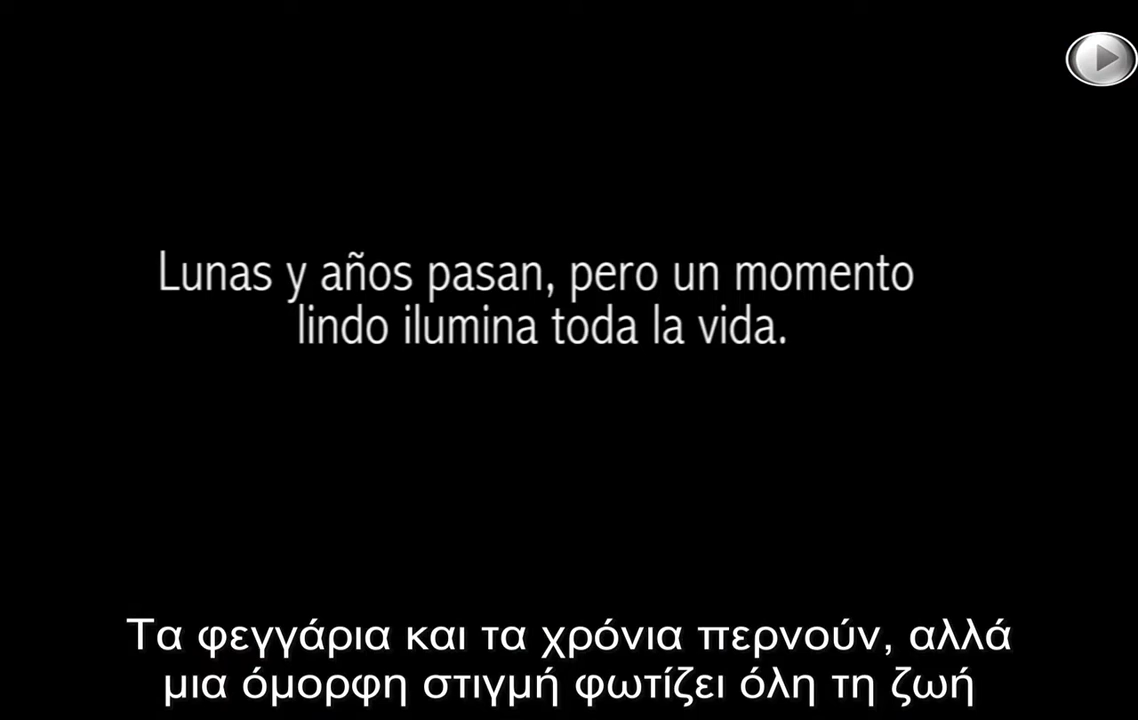 Lunas y años pasan, pero un momento
lindo ilumina toda la vida.
Τα φεγγάρια και τα χρόνια περνούν, αλλά
μια όμορφη στιγμή φωτίζει όλη τη ζωή